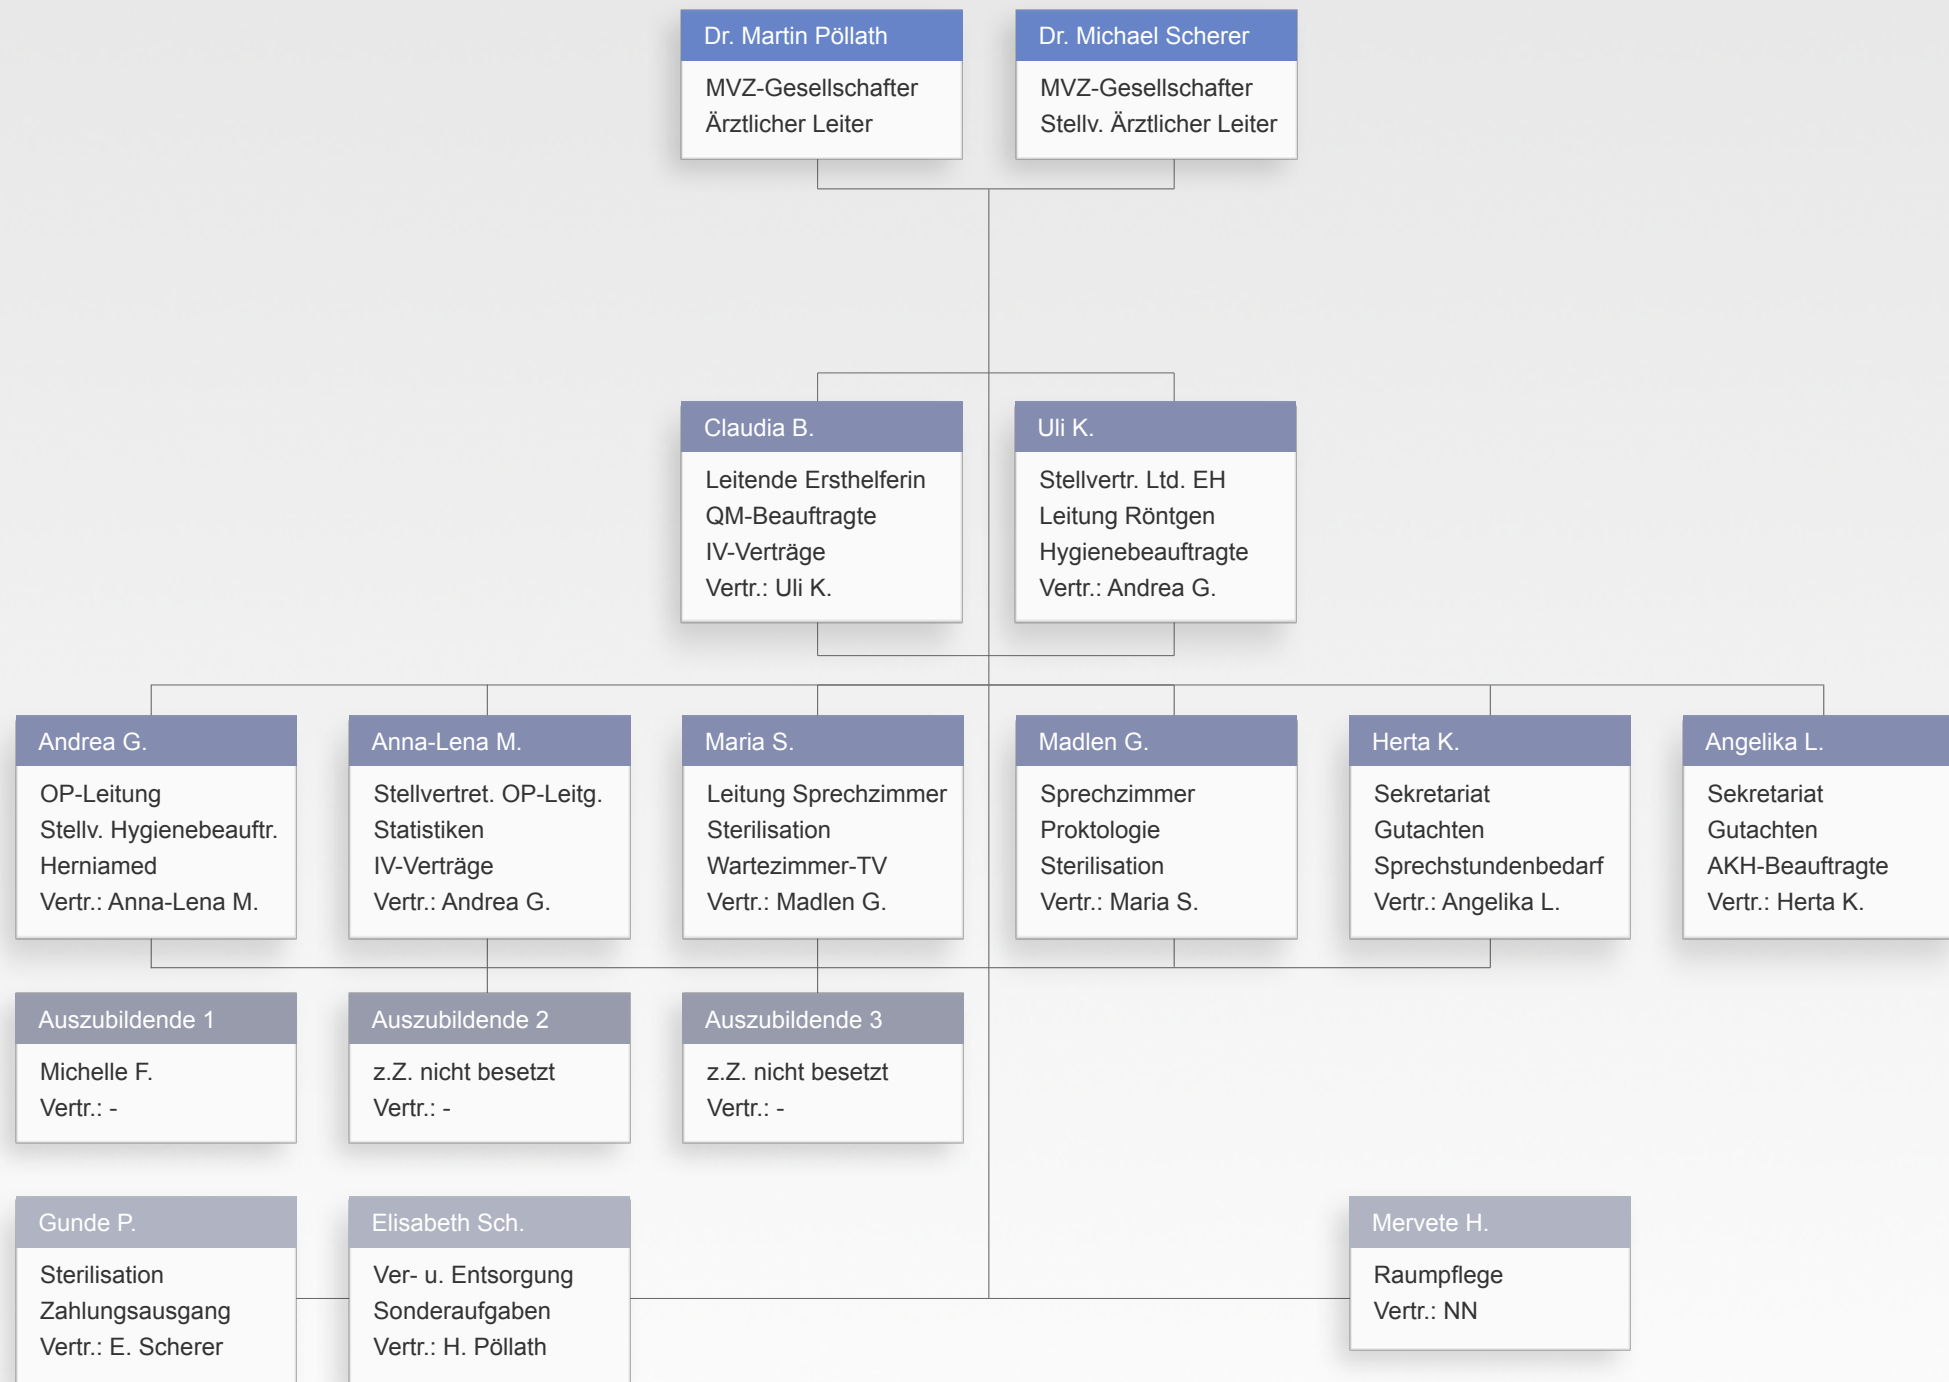 Dr. Martin Pöllath
MVZ-Gesellschafter
Ärztlicher Leiter
Dr. Michael Scherer
MVZ-Gesellschafter
Stellv. Ärztlicher Leiter
Claudia B.
Leitende Ersthelferin
QM-Beauftragte
IV-Verträge
Vertr.: Uli K.
Uli K.
Stellvertr. Ltd. EH
Leitung Röntgen
Hygienebeauftragte
Vertr.: Andrea G.
Andrea G.
OP-Leitung
Stellv. Hygienebeauftr.
Herniamed
Vertr.: Anna-Lena M.
Anna-Lena M.
Stellvertret. OP-Leitg.
Statistiken
IV-Verträge
Vertr.: Andrea G.
Maria S.
Leitung Sprechzimmer
Sterilisation
Wartezimmer-TV
Vertr.: Madlen G.
Madlen G.
Sprechzimmer
Proktologie
Sterilisation
Vertr.: Maria S.
Herta K.
Sekretariat
Gutachten
Sprechstundenbedarf
Vertr.: Angelika L.
Angelika L.
Sekretariat
Gutachten
AKH-Beauftragte
Vertr.: Herta K.
Auszubildende 1
Michelle F.
Vertr.: -
Auszubildende 2
z.Z. nicht besetzt
Vertr.: -
Auszubildende 3
z.Z. nicht besetzt
Vertr.: -
Gunde P.
Sterilisation
Zahlungsausgang
Vertr.: E. Scherer
Elisabeth Sch.
Ver- u. Entsorgung
Sonderaufgaben
Vertr.: H. Pöllath
Mervete H.
Raumpflege
Vertr.: NN